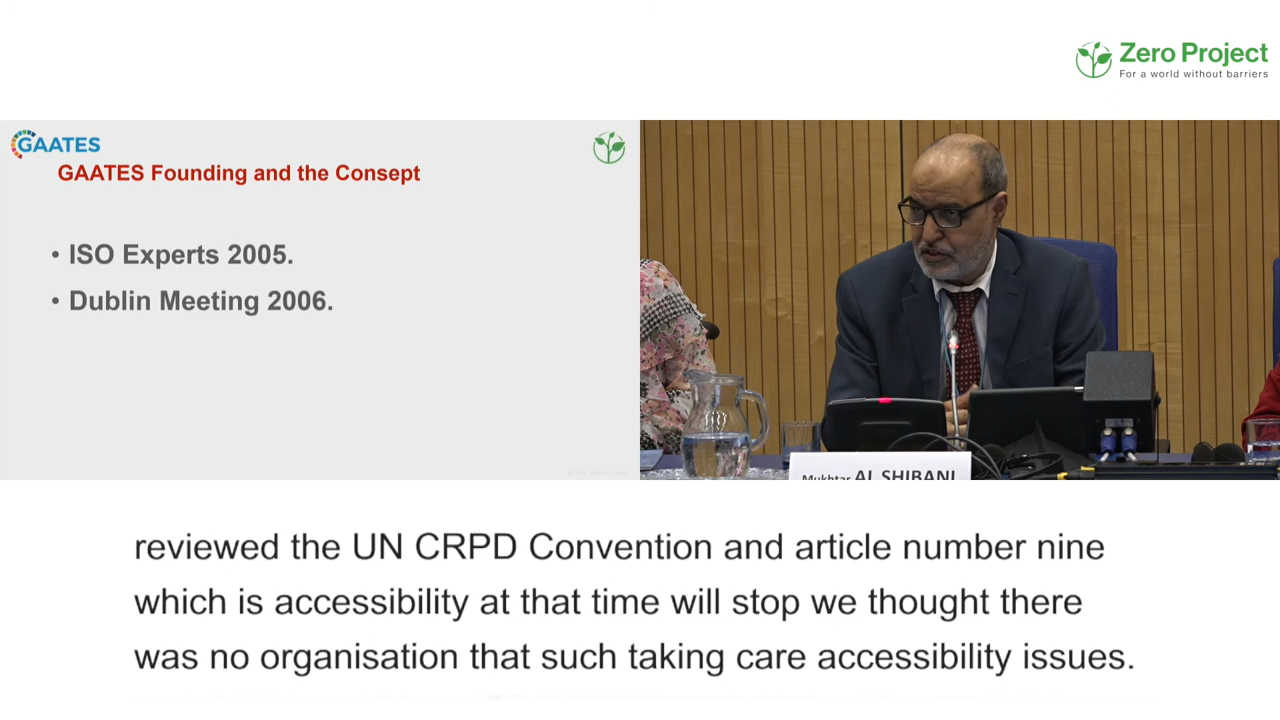 Zero Project
For a world without barriers
GAATES
GAATES Founding and the Consept
• ISO Experts 2005.
• Dublin Meeting 2006.
Mukhtar AL SHIBANI
reviewed the UN CRPD Convention and article number nine
which is accessibility at that time will stop we thought there
was no organisation that such taking care accessibility issues.